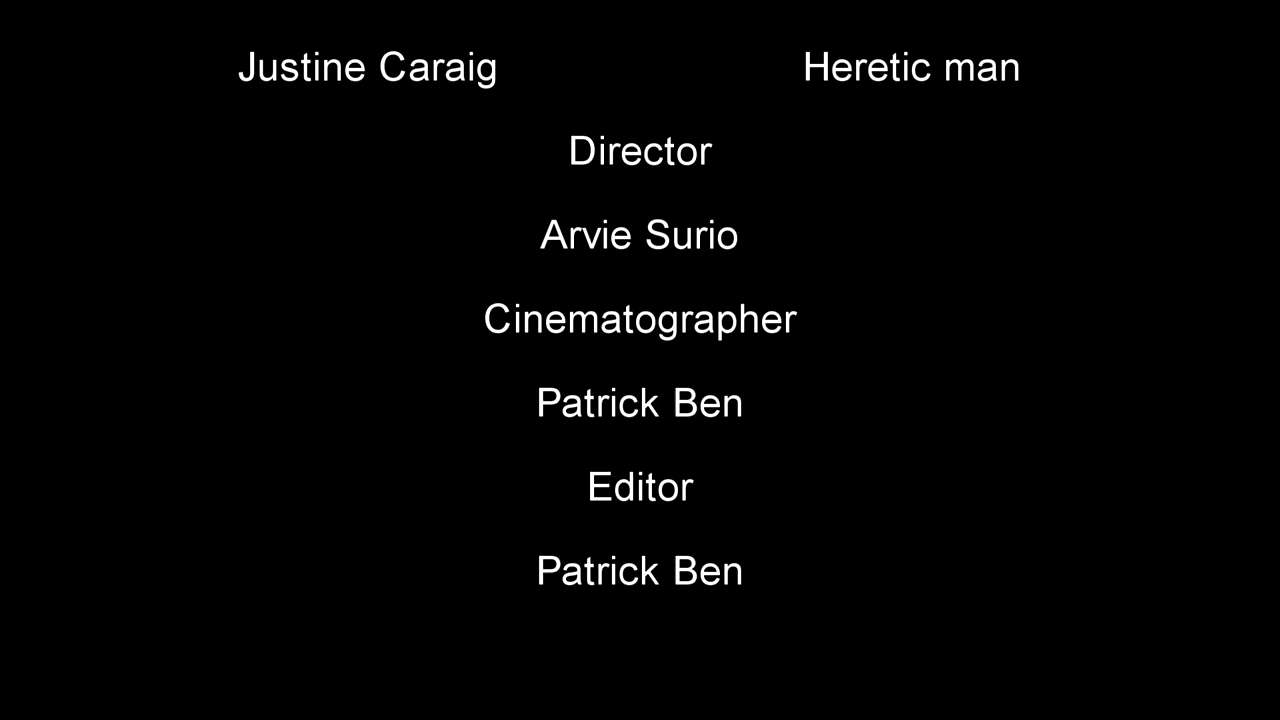 Justine Caraig Heretic man
Director
Arvie Surio
Cinematographer
Patrick Ben
Editor
Patrick Ben